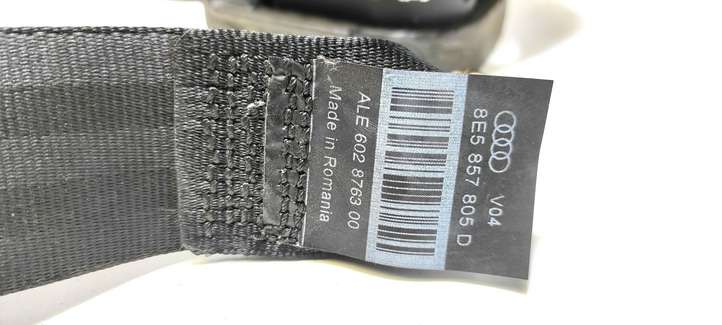 V04
8E5 857 805 D
ALE 602 8763 00
Made in Romania